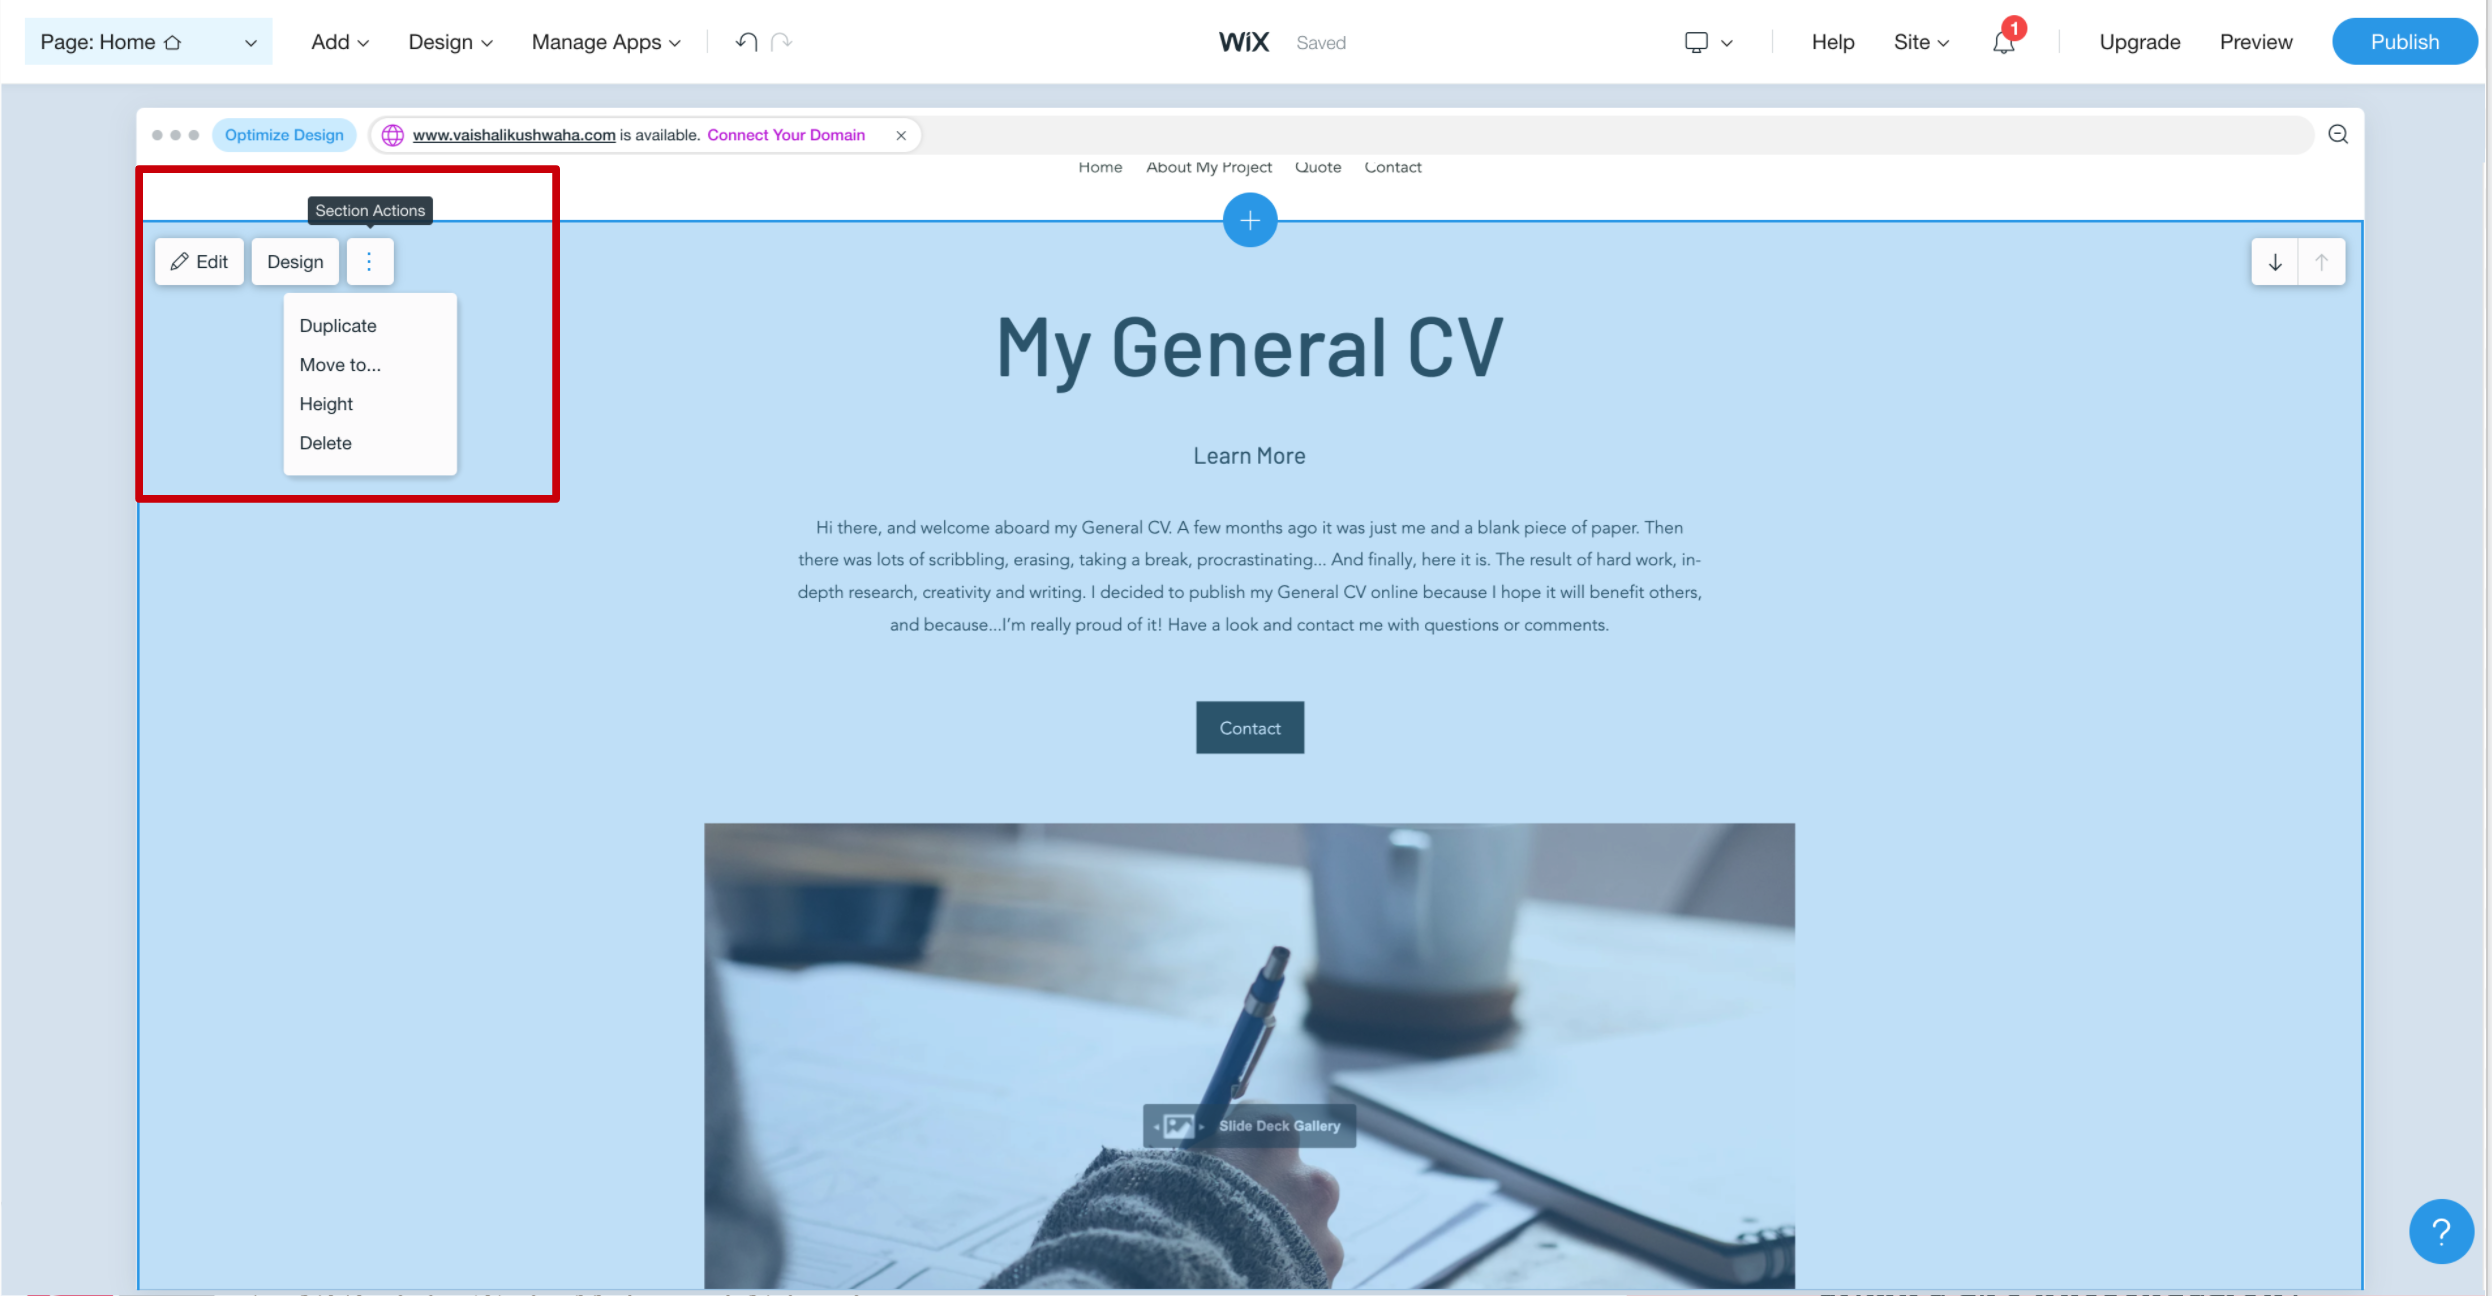 Page: Home
Add
Design
Manage Apps
WiX
Saved
Help
Site
1
Upgrade
Preview
Publish
Optimize Design
www.vaishalikushwaha.com is available. Connect Your Domain
Home About My Project Quote Contact
Section Actions
Edit
Design
Duplicate
Move to...
Height
Delete
My General CV
Learn More
Hi there, and welcome aboard my General CV. A few months ago it was just me and a blank piece of paper. Then
there was lots of scribbling, erasing, taking a break, procrastinating... And finally, here it is. The result of hard work, in-
depth research, creativity and writing. I decided to publish my General CV online because I hope it will benefit others,
and because...I'm really proud of it! Have a look and contact me with questions or comments.
Contact
Slide Deck Gallery
?